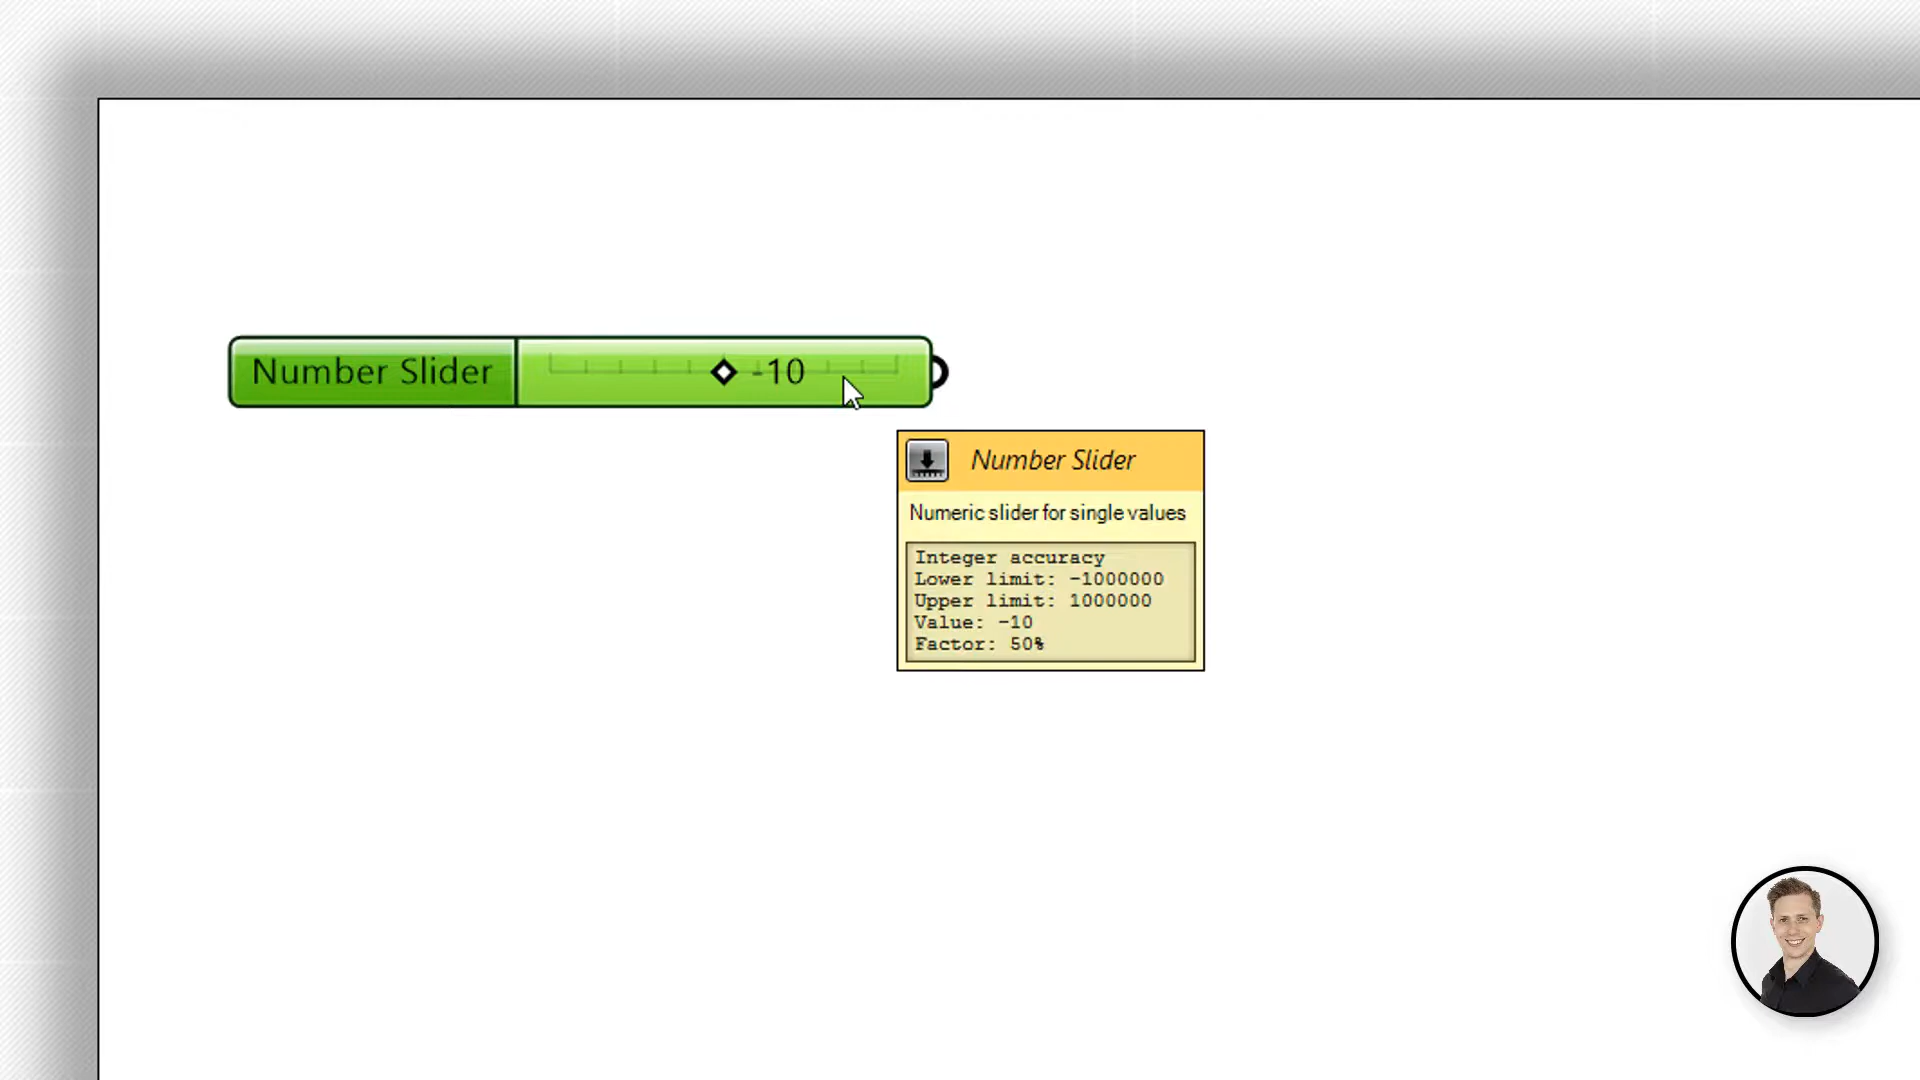 Number Slider
-10
Number Slider
Numeric slider for single values
Integer accuracy
Lower limit: -1000000
Upper limit: 1000000
Value: -10
Factor: 50%